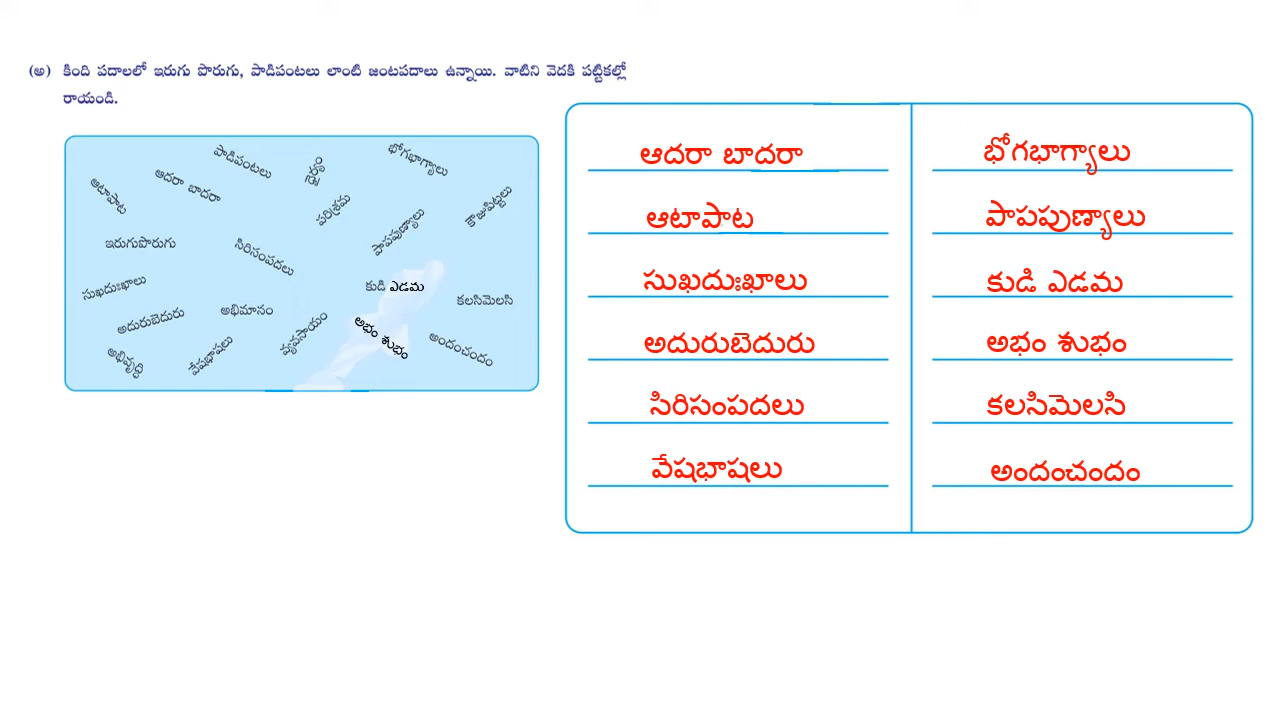 (అ) కింది పదాలలో ఇరుగు పొరుగు, పాడిపంటలు లాంటి జంటపదాలు ఉన్నాయి. వాటిని వెదకి పట్టికల్లో
రాయండి.
పాడిపంటలు
భోగభాగ్యాలు
ఆటాపాట
ఆదరా బాదరా
పరిశ్రమ
కౌజుపిట్టలు
పాపపుణ్యాలు
ఇరుగుపొరుగు
సిరిసంపదలు
సుఖదుఃఖాలు
కుడి ఎడమ
కలసిమెలసి
అదురుబెదురు
అభిమానం
వ్యవసాయం
అభం శుభం
అందంచందం
అభివృద్ధి
వేషభాషలు
ఆదరా బాదరా
ఆటాపాట
సుఖదుఃఖాలు
అదురుబెదురు
సిరిసంపదలు
వేషభాషలు
భోగభాగ్యాలు
పాపపుణ్యాలు
కుడి ఎడమ
అభం శుభం
కలసిమెలసి
అందంచందం